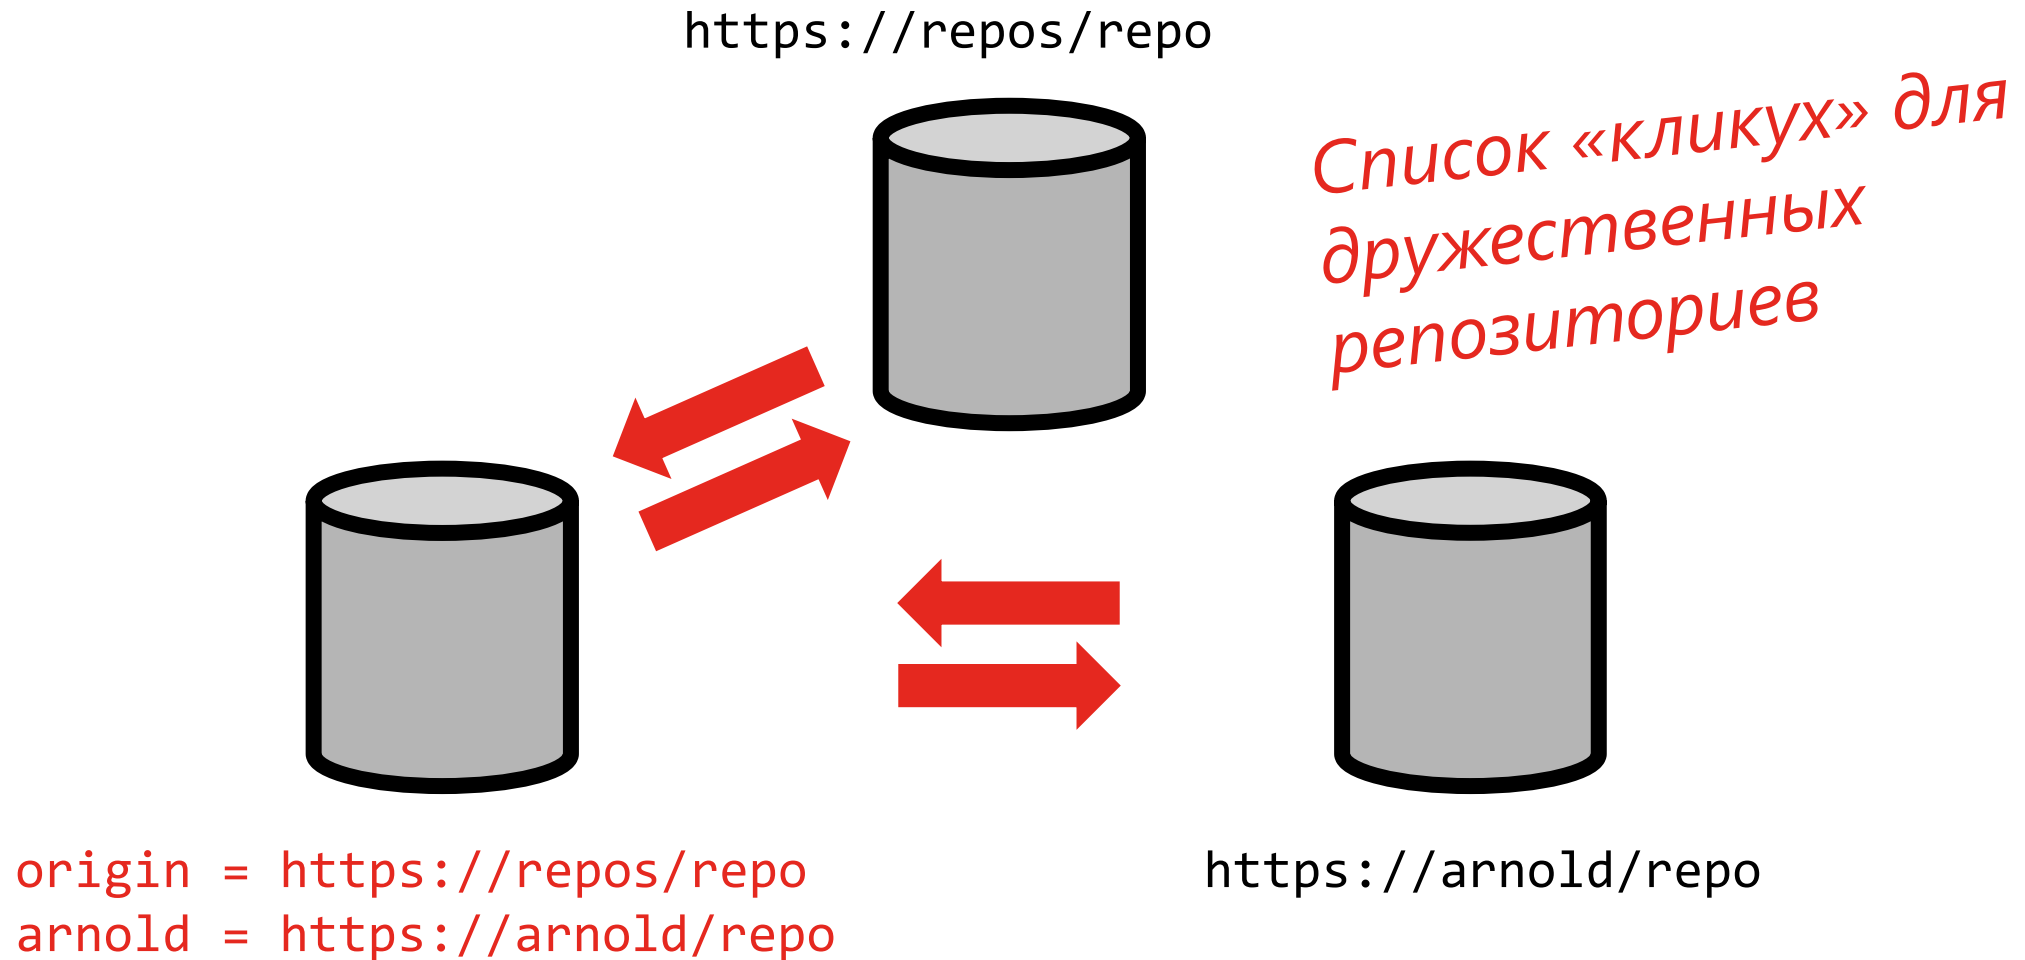 https://repos/repo
Список «кликух» для
дружественных
репозиториев
origin = https://repos/repo
arnold = https://arnold/repo
https://arnold/repo